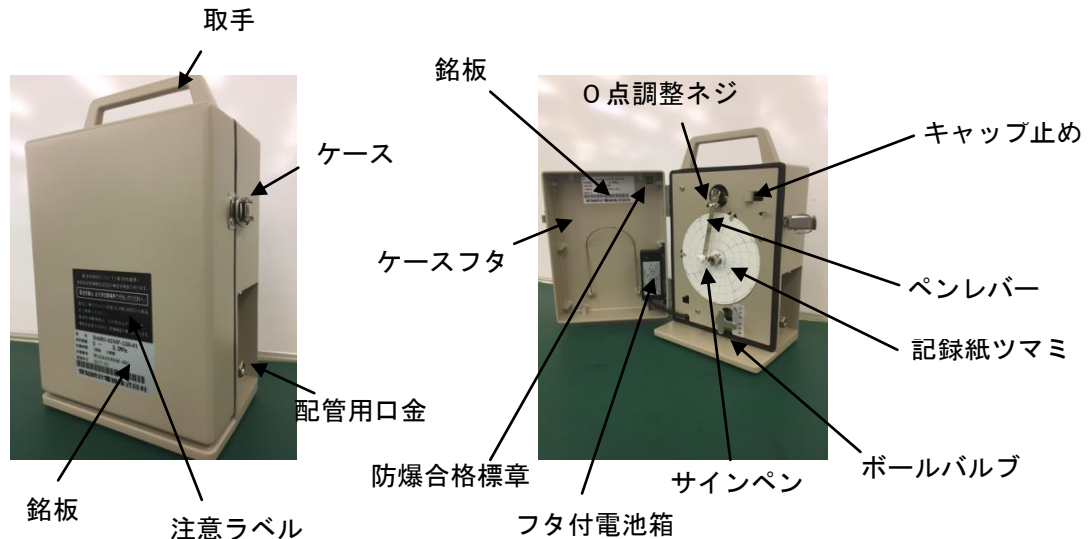 取手
ケース
配管用口金
銘板
注意ラベル
銘板
０点調整ネジ
キャップ止め
ケースフタ
ペンレバー
記録紙ツマミ
防爆合格標章
フタ付電池箱
サインペン
ボールバルブ